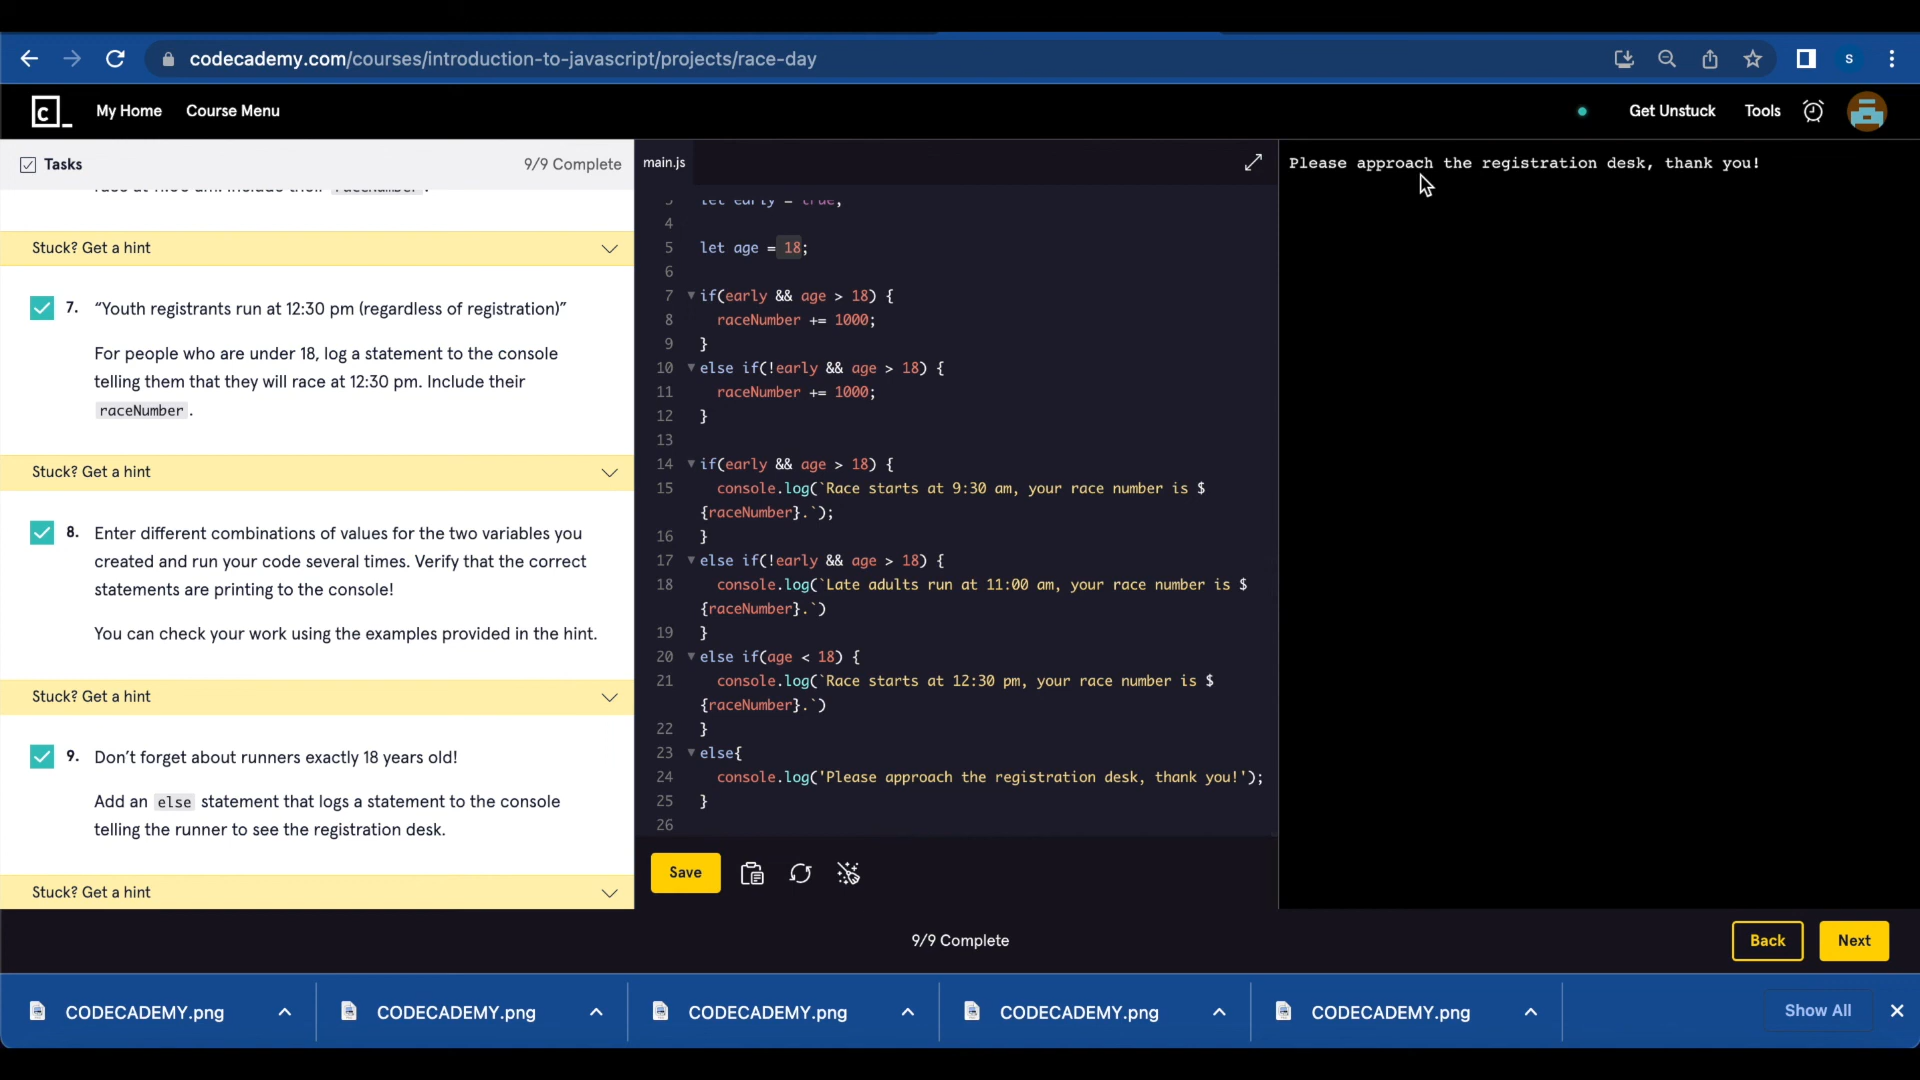 codecademy.com/courses/introduction-to-javascript/projects/race-day
S
C
My Home
Course Menu
Get Unstuck
Tools
Tasks
9/9 Complete
Stuck? Get a hint
7. “Youth registrants run at 12:30 pm (regardless of registration)”
For people who are under 18, log a statement to the console
telling them that they will race at 12:30 pm. Include their
raceNumber.
Stuck? Get a hint
8. Enter different combinations of values for the two variables you
created and run your code several times. Verify that the correct
statements are printing to the console!
You can check your work using the examples provided in the hint.
Stuck? Get a hint
9. Don’t forget about runners exactly 18 years old!
Add an else statement that logs a statement to the console
telling the runner to see the registration desk.
Stuck? Get a hint
main.js
3 let early = true;
4
5 let age = 18;
6
7 if(early && age > 18) {
8 raceNumber += 1000;
9 }
10 else if(!early && age > 18) {
11 raceNumber += 1000;
12 }
13
14 if(early && age > 18) {
15 console.log(`Race starts at 9:30 am, your race number is $
{raceNumber}.`);
16 }
17 else if(!early && age > 18) {
18 console.log(`Late adults run at 11:00 am, your race number is $
{raceNumber}.`)
19 }
20 else if(age < 18) {
21 console.log(`Race starts at 12:30 pm, your race number is $
{raceNumber}.`)
22 }
23 else{
24 console.log('Please approach the registration desk, thank you!');
25 }
26
Save
Please approach the registration desk, thank you!
9/9 Complete
Back
Next
CODECADEMY.png
CODECADEMY.png
CODECADEMY.png
CODECADEMY.png
CODECADEMY.png
Show All